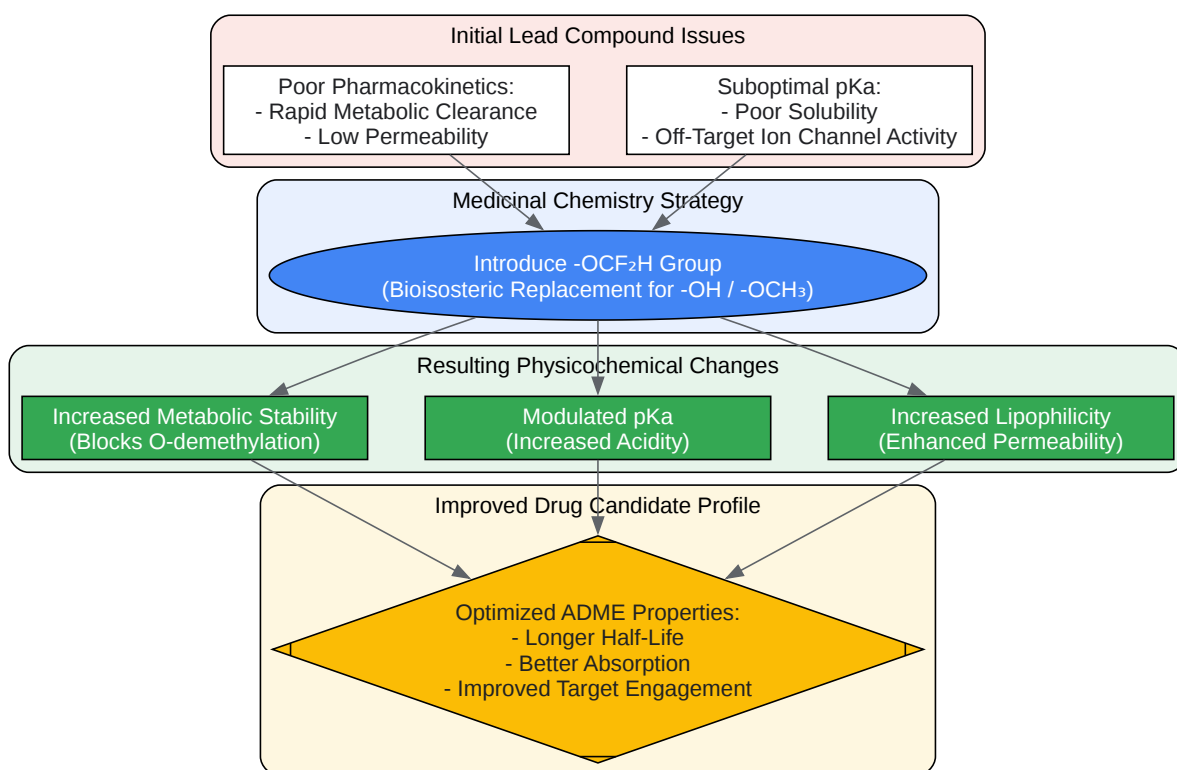 Initial Lead Compound Issues
Poor Pharmacokinetics:
- Rapid Metabolic Clearance
- Low Permeability
Suboptimal pKa:
- Poor Solubility
- Off-Target Ion Channel Activity
Medicinal Chemistry Strategy
Introduce -OCF₂H Group
(Bioisosteric Replacement for -OH / -OCH₃)
Resulting Physicochemical Changes
Increased Metabolic Stability
(Blocks O-demethylation)
Modulated pKa
(Increased Acidity)
Increased Lipophilicity
(Enhanced Permeability)
Improved Drug Candidate Profile
Optimized ADME Properties:
- Longer Half-Life
- Better Absorption
- Improved Target Engagement